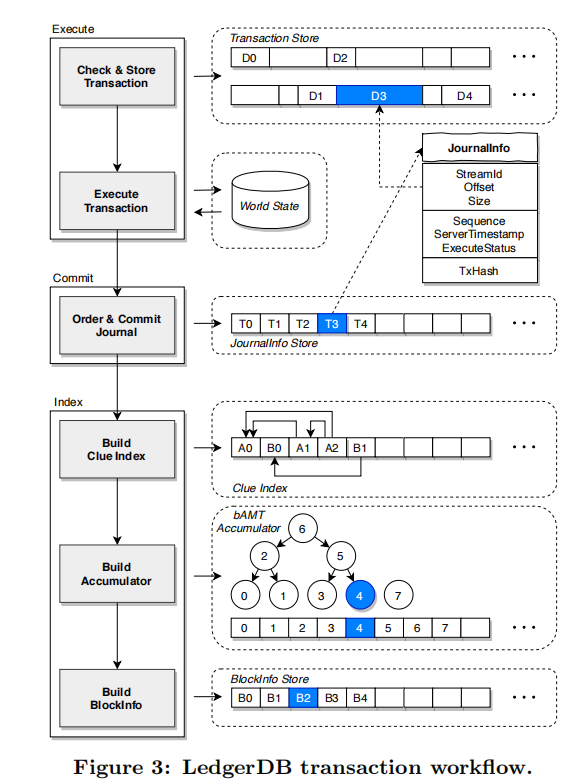 Execute
Check & Store
Transaction
Transaction Store
D0
D2
...
D1
D3
D4
...
JournalInfo
StreamId
Offset
Size
Sequence
ServerTimestamp
ExecuteStatus
TxHash
Execute
Transaction
World State
Commit
Order & Commit
Journal
T0
T1
T2
T3
T4
...
JournalInfo Store
Index
Build
Clue Index
A0
B0
A1
A2
B1
...
Clue Index
bAMT
Accumulator
6
2
5
0
1
3
4
7
Build
Accumulator
0
1
2
3
4
5
6
7
...
Build
BlockInfo
BlockInfo Store
B0
B1
B2
B3
B4
...
Figure 3: LedgerDB transaction workflow.